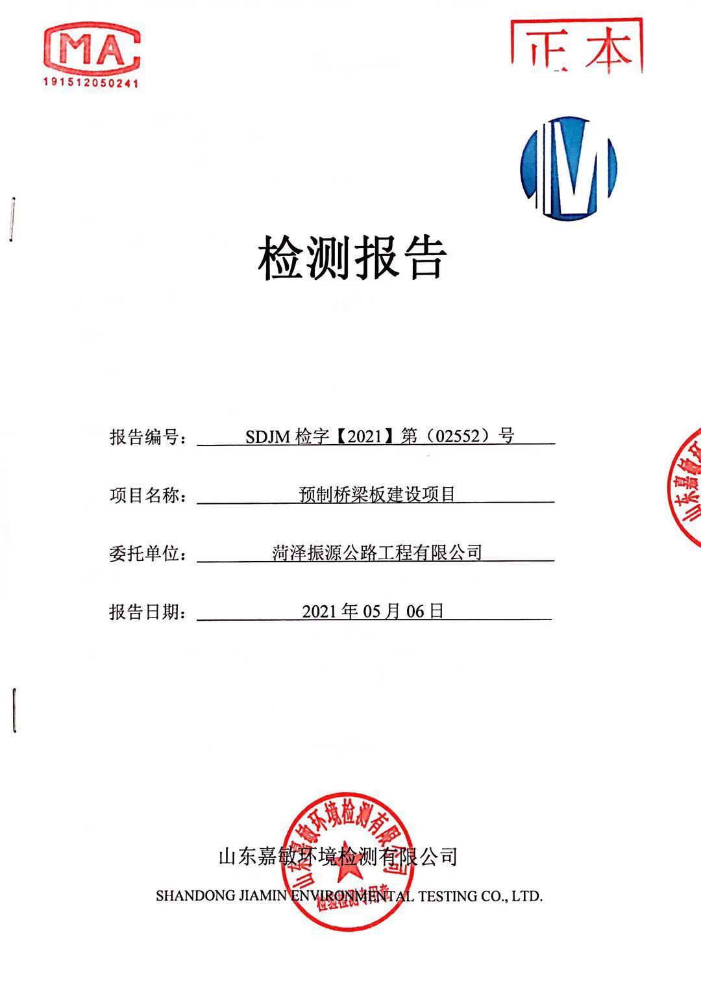 MA
191512050241
正本
检测报告
报告编号: SDJM 检字【2021】第（02552）号
项目名称: 预制桥梁板建设项目
委托单位: 菏泽振源公路工程有限公司
报告日期: 2021 年 05 月 06 日
山东嘉敏环
山东嘉敏环境检测有限公司
山东嘉敏环境检测有限公司
SHANDONG JIAMIN ENVIRONMENTAL TESTING CO., LTD.
检验检测专用章